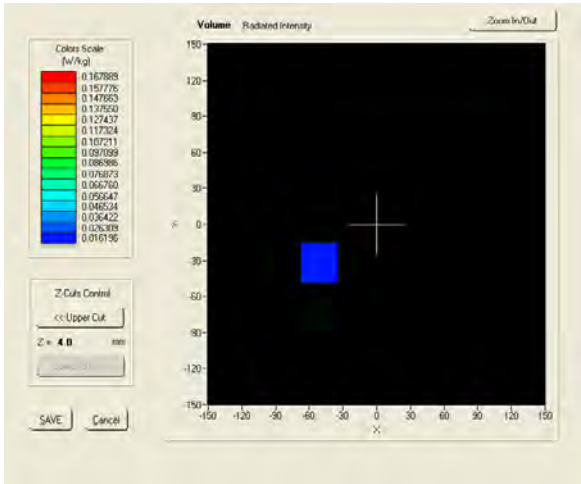 Volume Radiated Intensity
Zoom In/Out
Colors Scale
(W/kg)
0.167889
0.157776
0.147663
0.137550
0.127437
0.117324
0.107211
0.097099
0.086986
0.076873
0.066760
0.056647
0.046534
0.036422
0.026309
0.016196
150
120
90
60
30
0
-30
-60
-90
-120
-150
-150 -120 -90 -60 -30 0 30 60 90 120 150
X
Z-Cuts Control
<< Upper Cut
Z = 4.0 mm
SAVE
Cancel